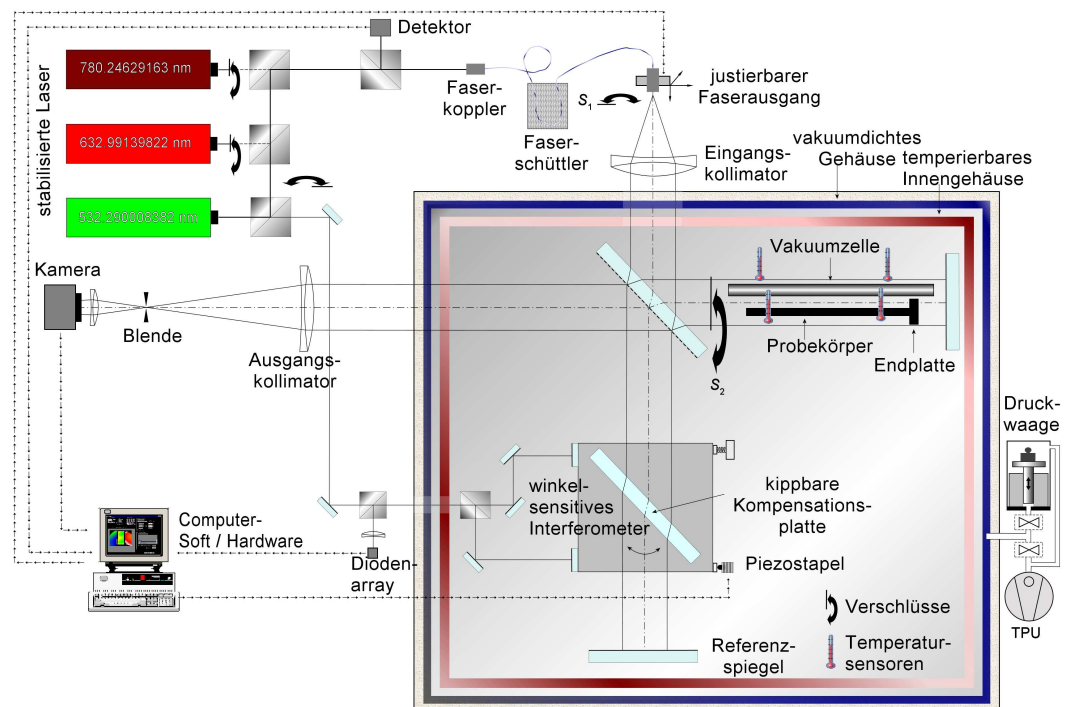 stabilisierte Laser
780.24629163 nm
632.99139822 nm
532.290008382 nm
Detektor
Faser-
koppler
Faser-
schüttler
S1
justierbarer
Faserausgang
Eingangs-
kollimator
vakuumdichtes
Gehäuse
temperierbares
Innengehäuse
Kamera
Blende
Ausgangs-
kollimator
Vakuumzelle
Probekörper
Endplatte
S2
Druck-
waage
winkel-
sensitives
Interferometer
kippbare
Kompensations-
platte
Computer-
Soft / Hardware
Dioden-
array
Piezostapel
Verschlüsse
Referenz-
spiegel
Temperatur-
sensoren
TPU